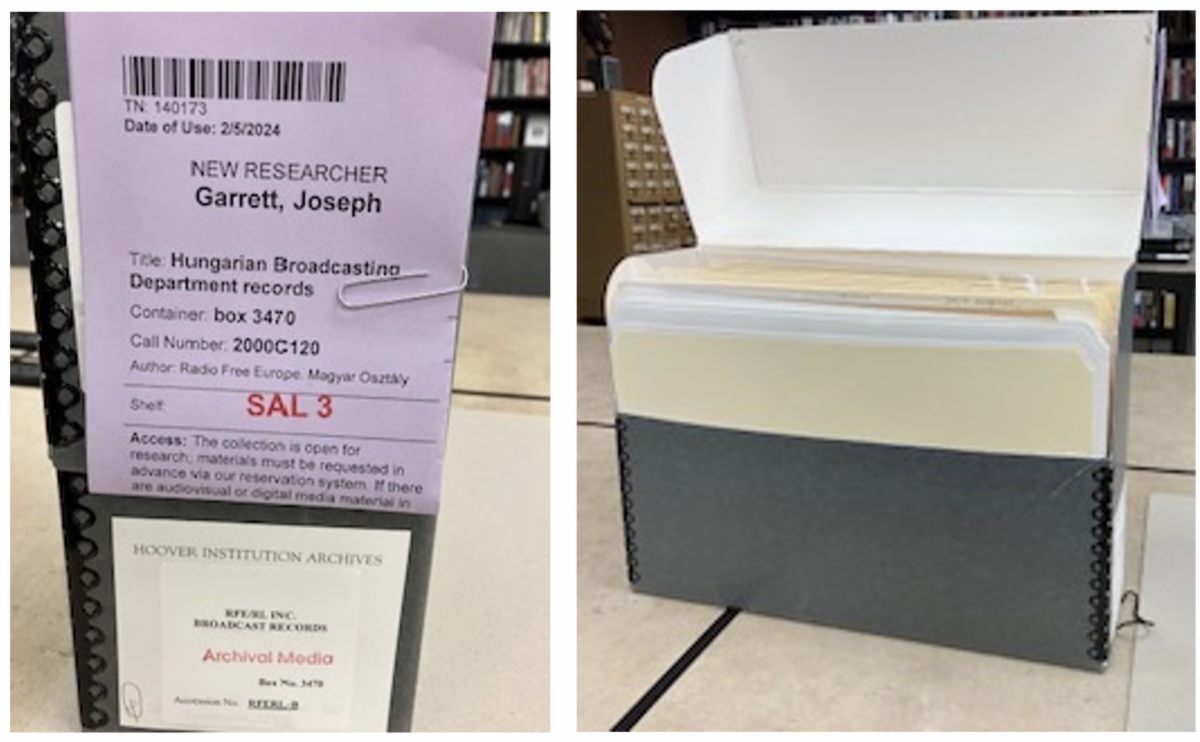 TN: 140173
Date of Use: 2/5/2024
NEW RESEARCHER
Garrett, Joseph
Title: Hungarian Broadcasting
Department records
Container: box 3470
Call Number: 2000C120
Author: Radio Free Europe. Magyar Osztály
Shelf: SAL 3
Access: The collection is open for
research; materials must be requested in
advance via our reservation system. If there
are audiovisual or digital media material in
HOOVER INSTITUTION ARCHIVES
RFE/RL INC.
BROADCAST RECORDS
Archival Media
Box No. 3470
Accession No. RFERL-B